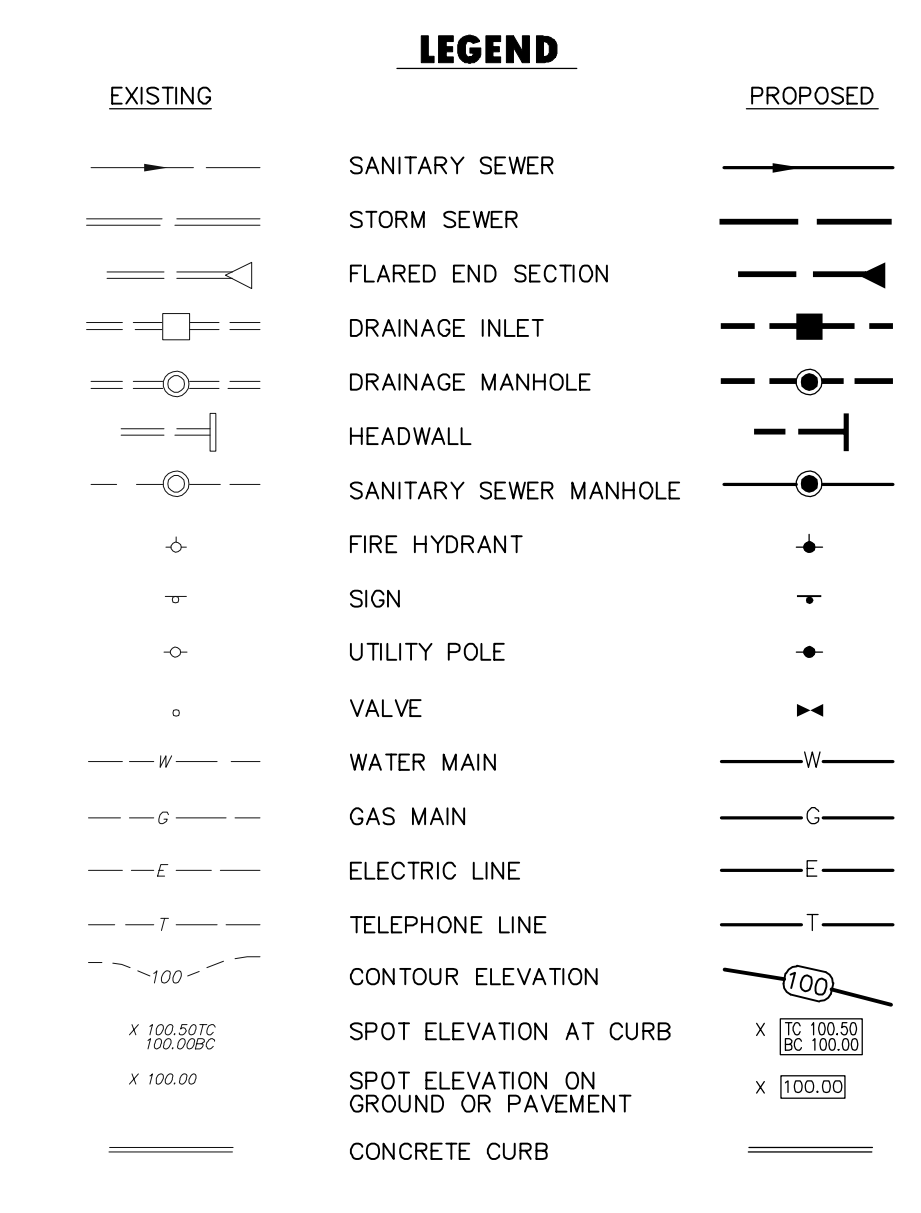 LEGEND
EXISTING PROPOSED
SANITARY SEWER
STORM SEWER
FLARED END SECTION
DRAINAGE INLET
DRAINAGE MANHOLE
HEADWALL
SANITARY SEWER MANHOLE
FIRE HYDRANT
SIGN
UTILITY POLE
VALVE
W WATER MAIN W
G GAS MAIN G
E ELECTRIC LINE E
T TELEPHONE LINE T
100 CONTOUR ELEVATION 100
X 100.50TC SPOT ELEVATION AT CURB X TC 100.50
100.00BC BC 100.00
X 100.00 SPOT ELEVATION ON X 100.00
GROUND OR PAVEMENT
CONCRETE CURB